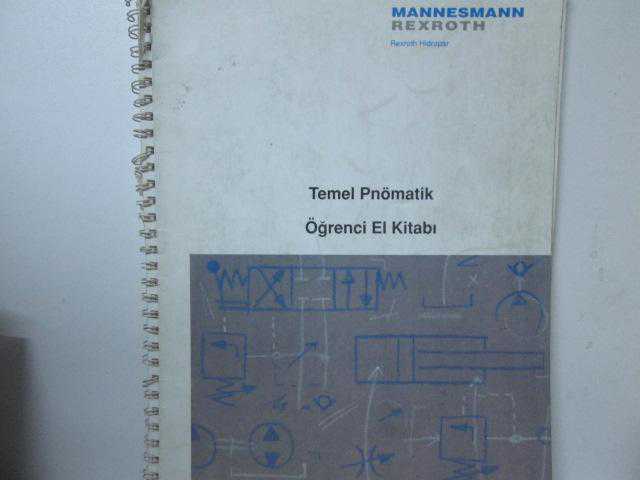 MANNESMANN
REXROTH
Rexroth Hidropar
Temel Pnömatik
Öğrenci El Kitabı